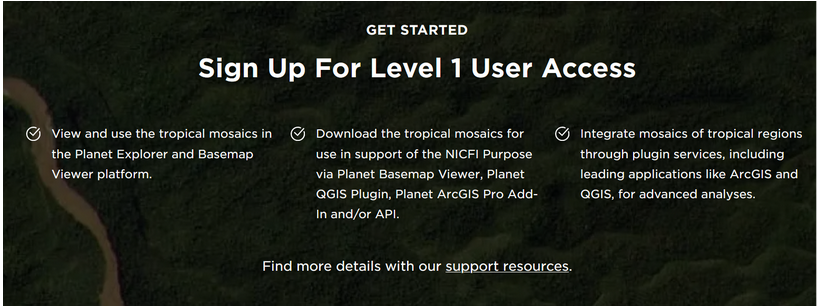 GET STARTED
Sign Up For Level 1 User Access
View and use the tropical mosaics in
the Planet Explorer and Basemap
Viewer platform.
Download the tropical mosaics for
use in support of the NICFI Purpose
via Planet Basemap Viewer, Planet
QGIS Plugin, Planet ArcGIS Pro Add-
In and/or API.
Integrate mosaics of tropical regions
through plugin services, including
leading applications like ArcGIS and
QGIS, for advanced analyses.
Find more details with our support resources.